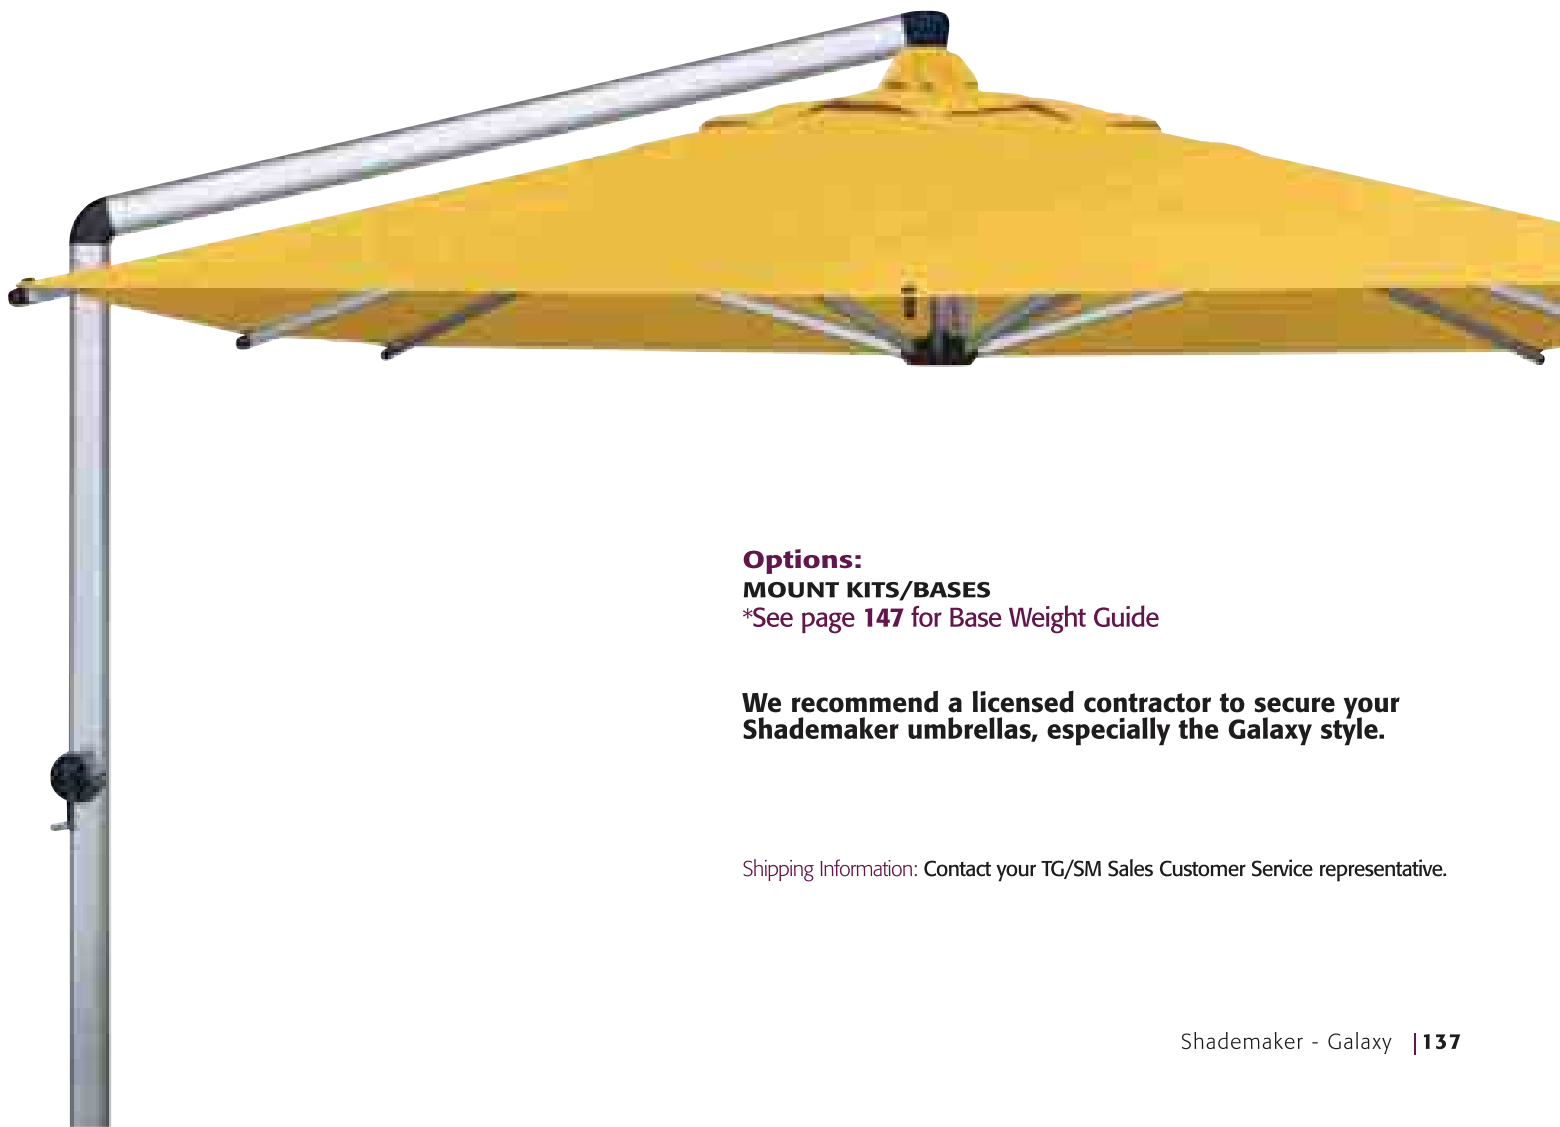 Options:
MOUNT KITS/BASES
*See page 147 for Base Weight Guide
We recommend a licensed contractor to secure your
Shademaker umbrellas, especially the Galaxy style.
Shipping Information: Contact your TG/SM Sales Customer Service representative.
Shademaker - Galaxy |137